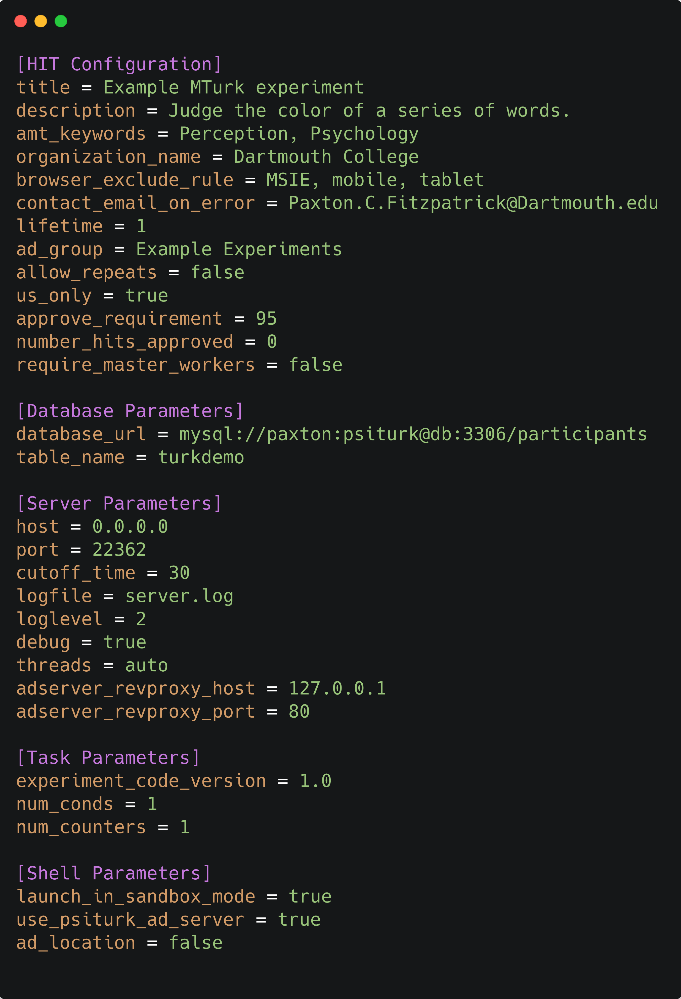 [HIT Configuration]
title = Example MTurk experiment
description = Judge the color of a series of words.
amt_keywords = Perception, Psychology
organization_name = Dartmouth College
browser_exclude_rule = MSIE, mobile, tablet
contact_email_on_error = Paxton.C.Fitzpatrick@Dartmouth.edu
lifetime = 1
ad_group = Example Experiments
allow_repeats = false
us_only = true
approve_requirement = 95
number_hits_approved = 0
require_master_workers = false

[Database Parameters]
database_url = mysql://paxton:psiturk@db:3306/participants
table_name = turkdemo

[Server Parameters]
host = 0.0.0.0
port = 22362
cutoff_time = 30
logfile = server.log
loglevel = 2
debug = true
threads = auto
adserver_revproxy_host = 127.0.0.1
adserver_revproxy_port = 80

[Task Parameters]
experiment_code_version = 1.0
num_conds = 1
num_counters = 1

[Shell Parameters]
launch_in_sandbox_mode = true
use_psiturk_ad_server = true
ad_location = false